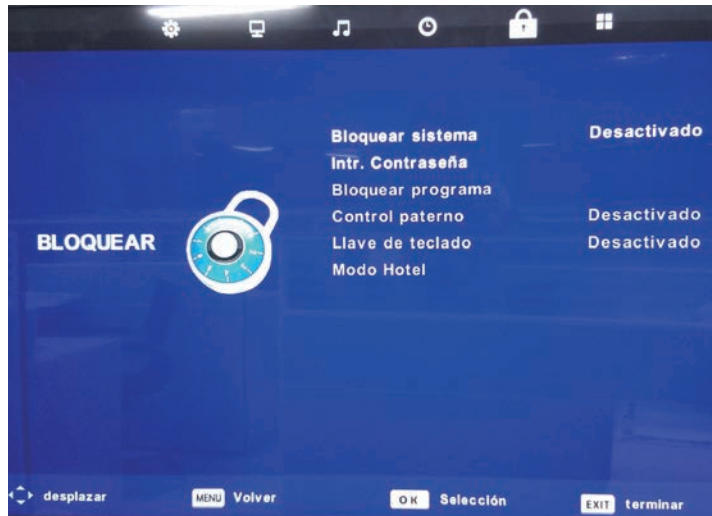 Bloquear sistema Desactivado
Intr. Contraseña
Bloquear programa
Control paterno Desactivado
BLOQUEAR
Llave de teclado Desactivado
Modo Hotel
desplazar MENU Volver OK Selección EXIT terminar